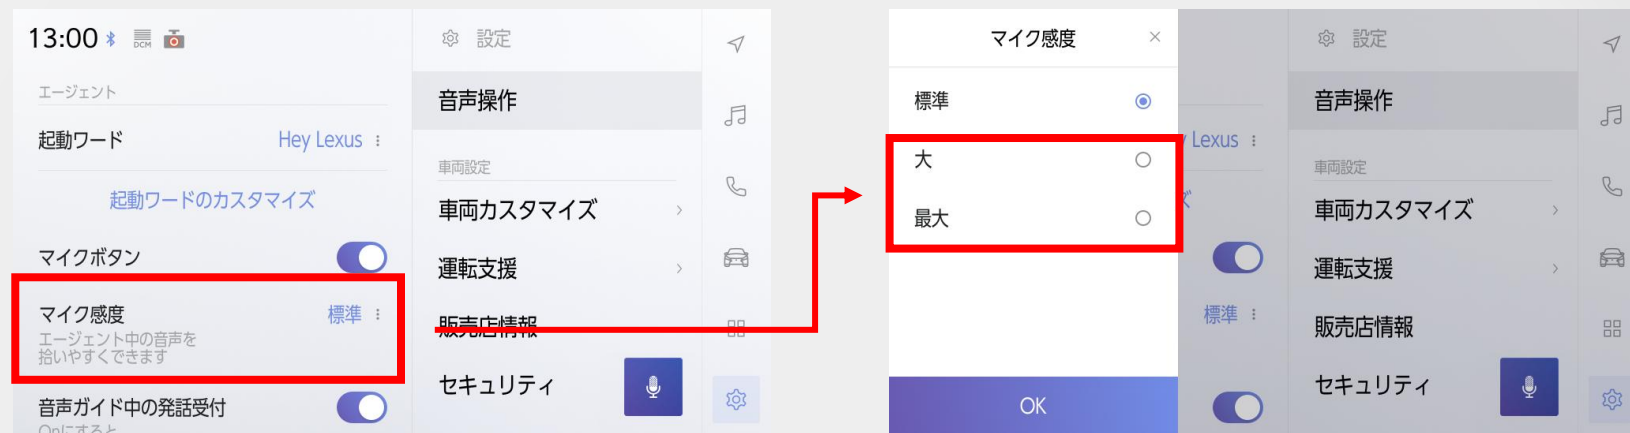 13:00
DCM
エージェント
起動ワード Hey Lexus
起動ワードのカスタマイズ
マイクボタン
マイク感度 標準
エージェント中の音声を
拾いやすくできます
音声ガイド中の発話受付
Onにすると
設定
音声操作
車両設定
車両カスタマイズ
運転支援
販売店情報
セキュリティ
マイク感度
標準
大
最大
OK
Lexus
ズ
標準
設定
音声操作
車両設定
車両カスタマイズ
運転支援
販売店情報
セキュリティ